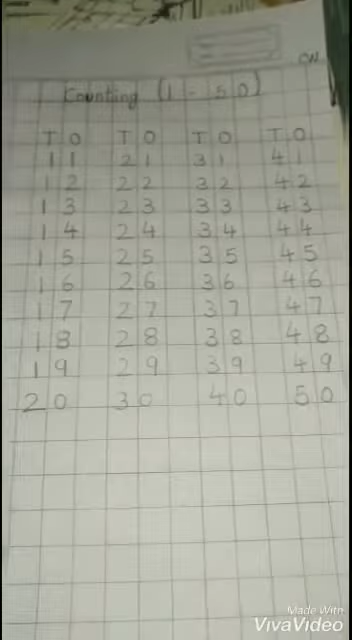 CW
Counting (1 - 50)
T O T O T O T O
1 1 2 1 3 1 4 1
1 2 2 2 3 2 4 2
1 3 2 3 3 3 4 3
1 4 2 4 3 4 4 4
1 5 2 5 3 5 4 5
1 6 2 6 3 6 4 6
1 7 2 7 3 7 4 7
1 8 2 8 3 8 4 8
1 9 2 9 3 9 4 9
2 0 3 0 4 0 5 0
Made With
VivaVideo